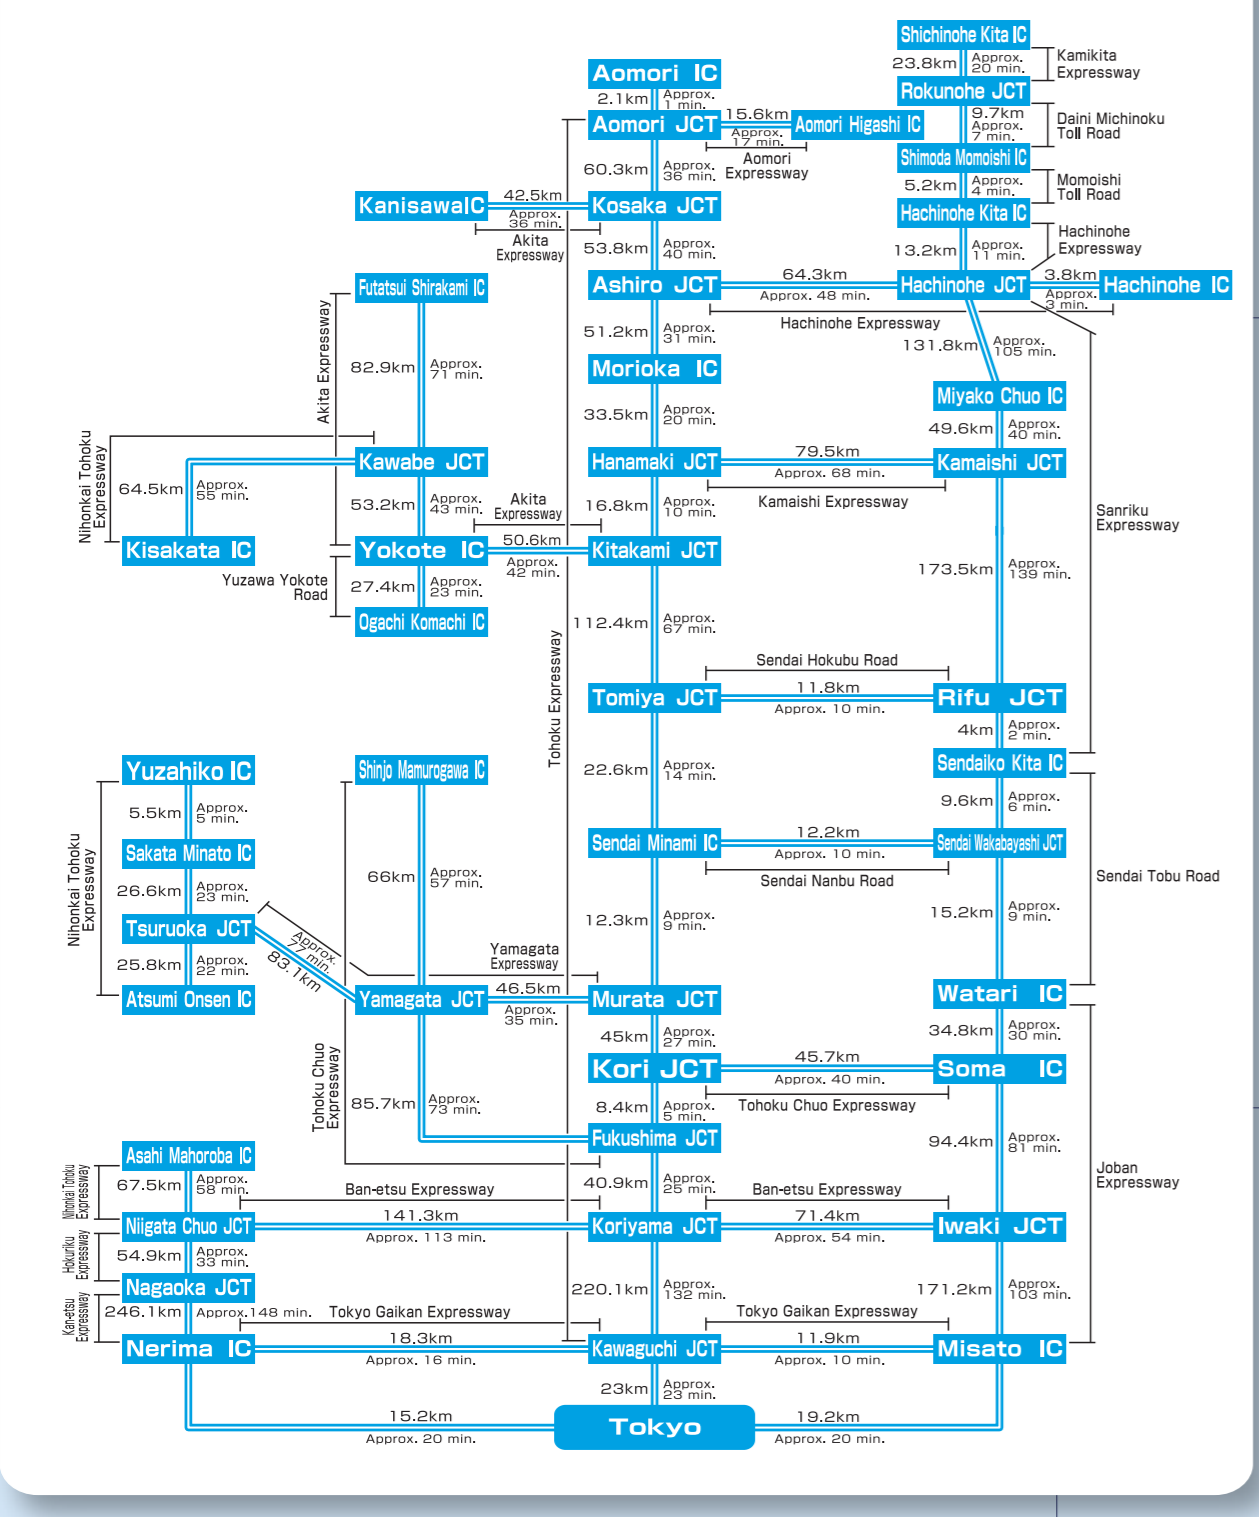 Shichinohe Kita IC
23.8km
Approx.
20 min.
Kamikita
Expressway
Aomori IC
2.1km
Approx.
1 min.
Rokunohe JCT
9.7km
Approx.
7 min.
Daini Michinoku
Toll Road
Aomori JCT
15.6km
Approx.
17 min.
Aomori Higashi IC
Aomori
Expressway
Shimoda Momoishi IC
60.3km
Approx.
36 min.
5.2km
Approx.
4 min.
Momoishi
Toll Road
KanisawaIC
42.5km
Approx.
36 min.
Kosaka JCT
Hachinohe Kita IC
Akita
Expressway
53.8km
Approx.
40 min.
13.2km
Approx.
11 min.
Hachinohe
Expressway
Futatsui Shirakami IC
Ashiro JCT
64.3km
Approx. 48 min.
Hachinohe JCT
3.8km
Approx.
3 min.
Hachinohe IC
Hachinohe Expressway
Akita Expressway
82.9km
Approx.
71 min.
51.2km
Approx.
31 min.
131.8km
Approx.
105 min.
Morioka IC
Miyako Chuo IC
33.5km
Approx.
20 min.
49.6km
Approx.
40 min.
Nihonkai Tohoku
Expressway
Kawabe JCT
Hanamaki JCT
79.5km
Approx. 68 min.
Kamaishi JCT
Kamaishi Expressway
64.5km
Approx.
55 min.
53.2km
Approx.
43 min.
Akita
Expressway
16.8km
Approx.
10 min.
Sanriku
Expressway
Kisakata IC
Yokote IC
50.6km
Approx.
42 min.
Kitakami JCT
Yuzawa Yokote
Road
27.4km
Approx.
23 min.
173.5km
Approx.
139 min.
Ogachi Komachi IC
112.4km
Approx.
67 min.
Tohoku Expressway
Sendai Hokubu Road
Tomiya JCT
11.8km
Approx. 10 min.
Rifu JCT
4km
Approx.
2 min.
Yuzahiko IC
Shinjo Mamurogawa IC
22.6km
Approx.
14 min.
Sendaiko Kita IC
5.5km
Approx.
5 min.
9.6km
Approx.
6 min.
Nihonkai Tohoku
Expressway
Sakata Minato IC
Sendai Minami IC
12.2km
Approx. 10 min.
Sendai Wakabayashi JCT
Sendai Nanbu Road
Sendai Tobu Road
26.6km
Approx.
23 min.
66km
Approx.
57 min.
12.3km
Approx.
9 min.
15.2km
Approx.
9 min.
Tsuruoka JCT
Approx.
77 min.
83.1km
Yamagata
Expressway
25.8km
Approx.
22 min.
Atsumi Onsen IC
Yamagata JCT
46.5km
Approx.
35 min.
Murata JCT
Watari IC
45km
Approx.
27 min.
34.8km
Approx.
30 min.
Tohoku Chuo
Expressway
Kori JCT
45.7km
Approx. 40 min.
Soma IC
Tohoku Chuo Expressway
85.7km
Approx.
73 min.
8.4km
Approx.
5 min.
Fukushima JCT
94.4km
Approx.
81 min.
Joban
Expressway
Asahi Mahoroba IC
Nihonkai Tohoku
Expressway
67.5km
Approx.
58 min.
Ban-etsu Expressway
40.9km
Approx.
25 min.
Ban-etsu Expressway
Niigata Chuo JCT
141.3km
Approx. 113 min.
Koriyama JCT
71.4km
Approx. 54 min.
Iwaki JCT
Hokuriku
Expressway
54.9km
Approx.
33 min.
Nagaoka JCT
220.1km
Approx.
132 min.
171.2km
Approx.
103 min.
Kan-etsu
Expressway
246.1km
Approx.148 min.
Tokyo Gaikan Expressway
Tokyo Gaikan Expressway
Nerima IC
18.3km
Approx. 16 min.
Kawaguchi JCT
11.9km
Approx. 10 min.
Misato IC
23km
Approx.
23 min.
15.2km
Approx. 20 min.
Tokyo
19.2km
Approx. 20 min.